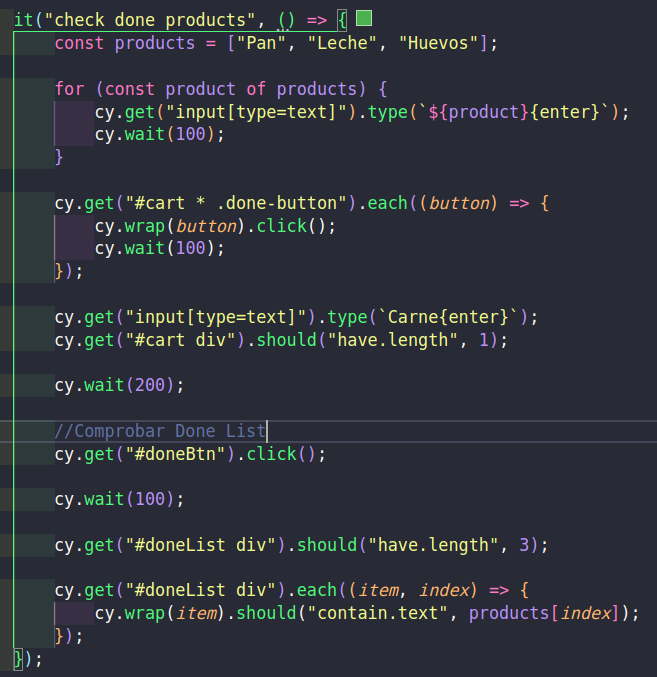 it("check done products", () => {
    const products = ["Pan", "Leche", "Huevos"];

    for (const product of products) {
        cy.get("input[type=text]").type(`${product}{enter}`);
        cy.wait(100);
    }

    cy.get("#cart * .done-button").each((button) => {
        cy.wrap(button).click();
        cy.wait(100);
    });

    cy.get("input[type=text]").type(`Carne{enter}`);
    cy.get("#cart div").should("have.length", 1);

    cy.wait(200);

    //Comprobar Done List
    cy.get("#doneBtn").click();

    cy.wait(100);

    cy.get("#doneList div").should("have.length", 3);

    cy.get("#doneList div").each((item, index) => {
        cy.wrap(item).should("contain.text", products[index]);
    });
});